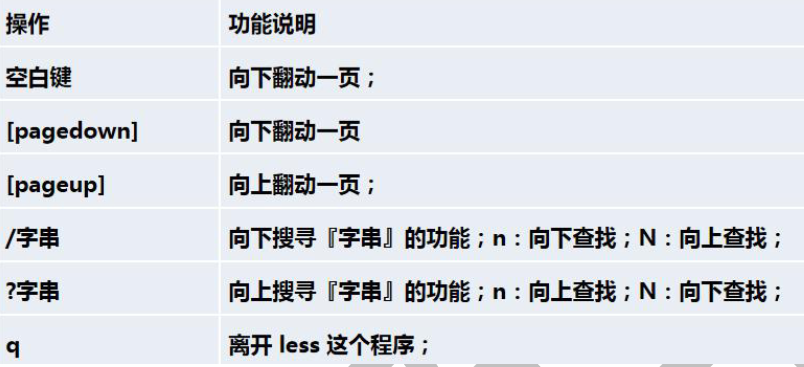 操作 功能说明
空白键 向下翻动一页；
[pagedown] 向下翻动一页
[pageup] 向上翻动一页；
/字串 向下搜寻『字串』的功能；n：向下查找；N：向上查找；
?字串 向上搜寻『字串』的功能；n：向上查找；N：向下查找；
q 离开 less 这个程序；